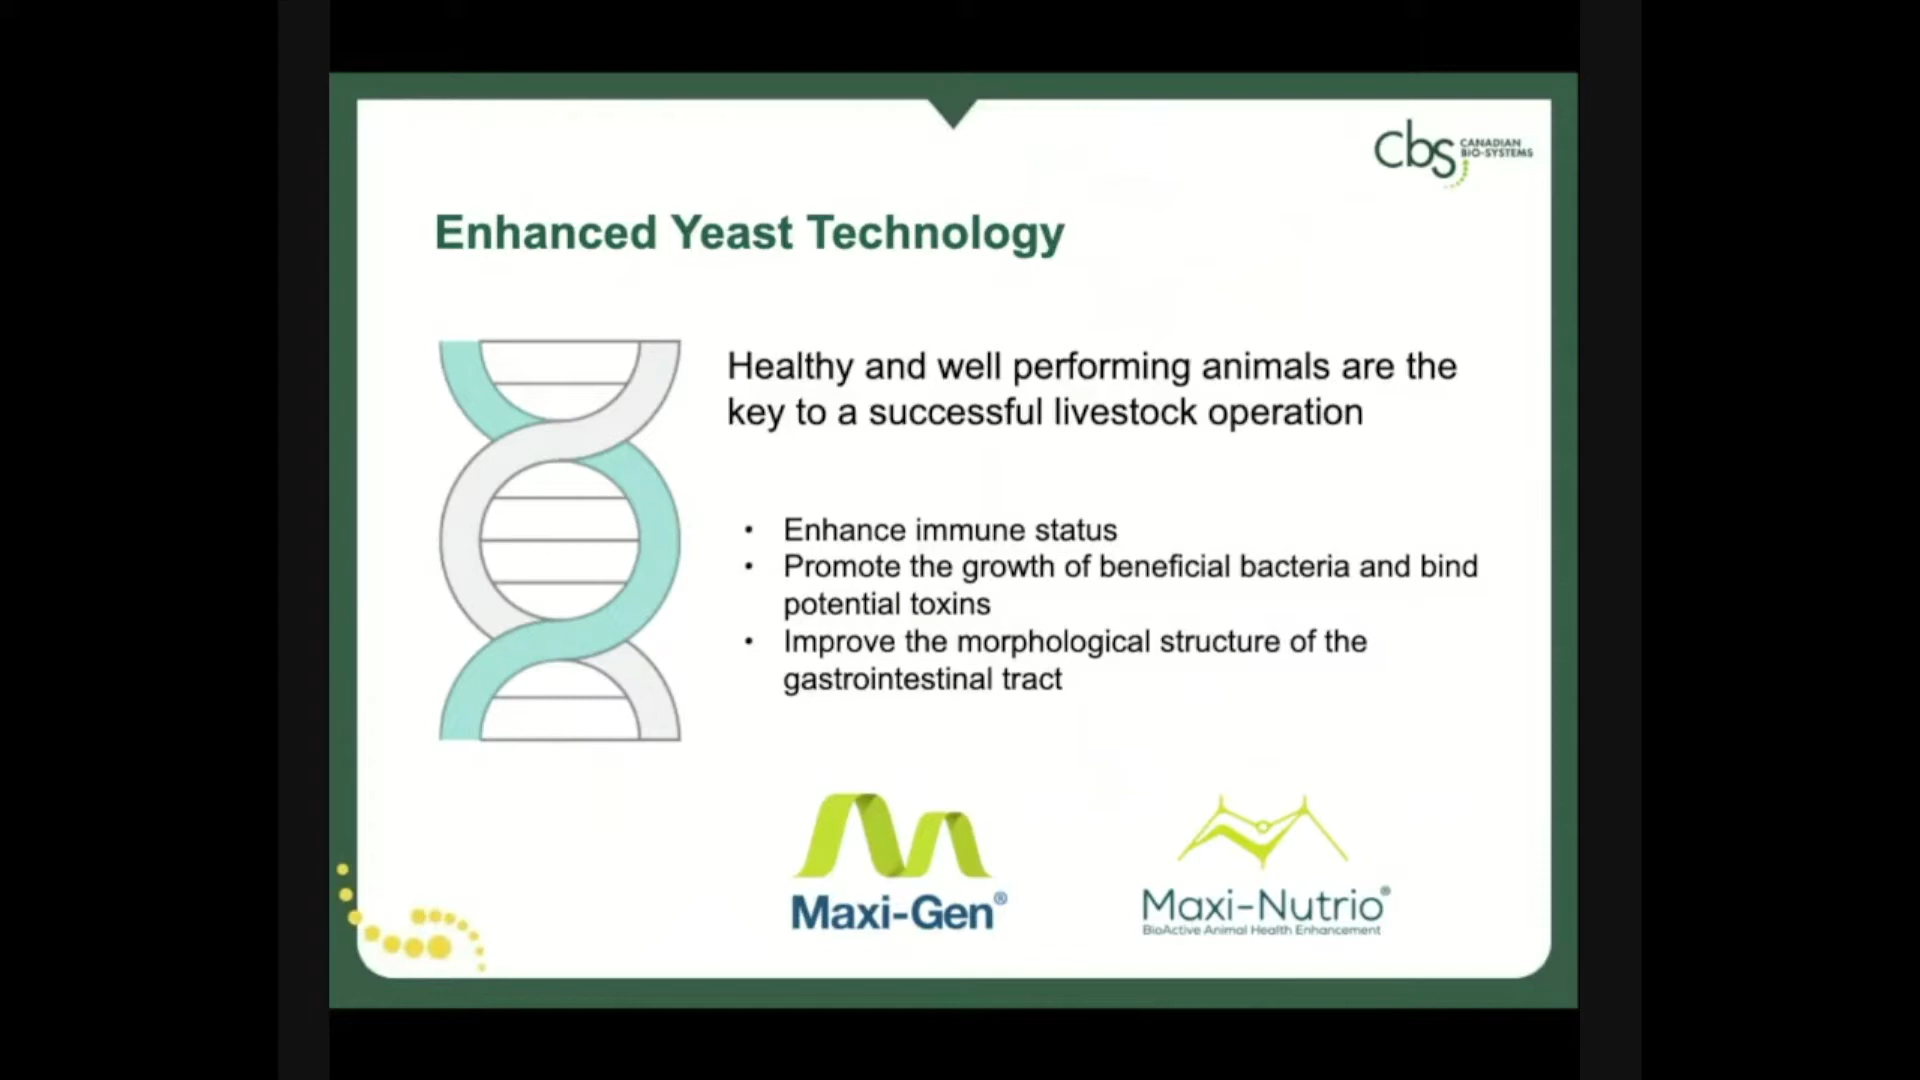 cbs CANADIAN
BIO-SYSTEMS
Enhanced Yeast Technology
Healthy and well performing animals are the
key to a successful livestock operation
• Enhance immune status
• Promote the growth of beneficial bacteria and bind
potential toxins
• Improve the morphological structure of the
gastrointestinal tract
Maxi-Gen®
Maxi-Nutrio®
BioActive Animal Health Enhancement